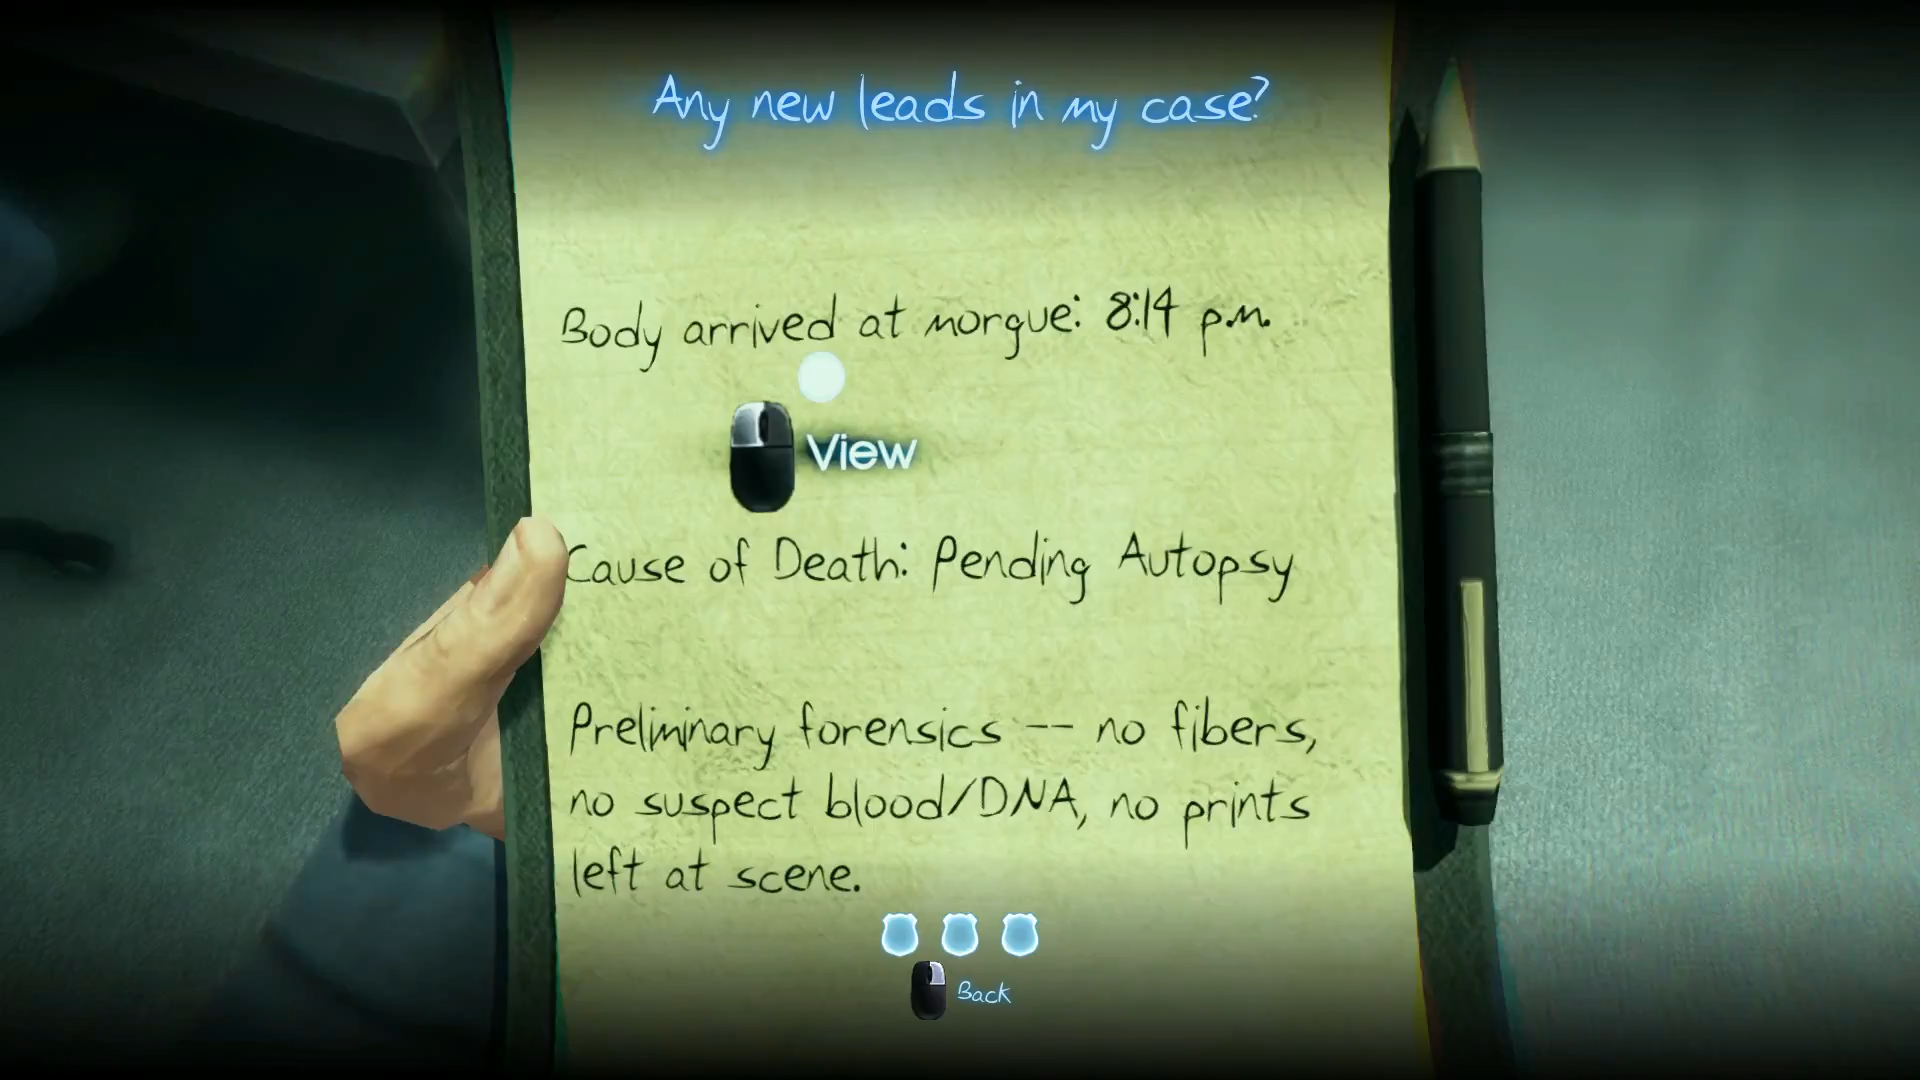 Any new leads in my case?
Body arrived at morgue: 8:14 p.m.
View
Cause of Death: Pending Autopsy
Preliminary forensics -- no fibers,
no suspect blood/DNA, no prints
left at scene.
Back